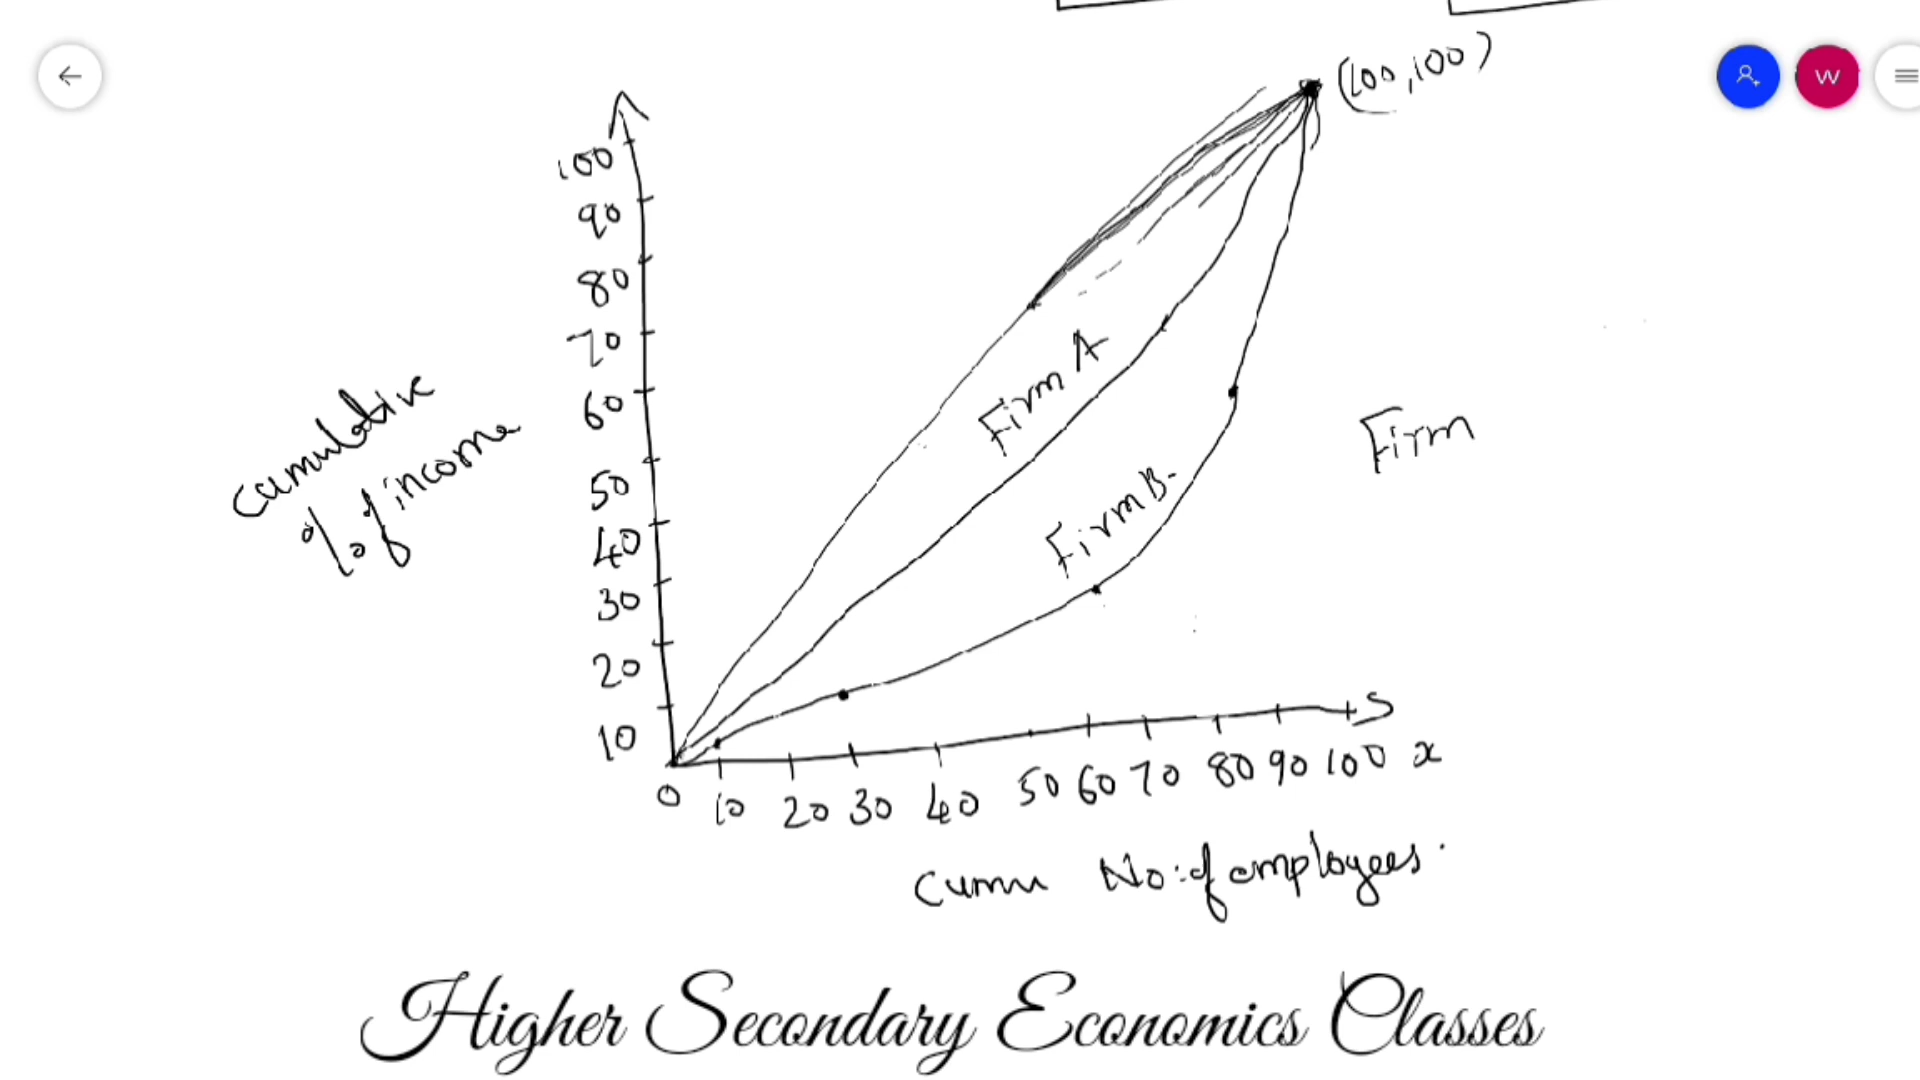 (100,100)
100
90
80
70
60
50
40
30
20
10
cumulative
% of income
Firm A
Firm B
Firm
0 10 20 30 40 50 60 70 80 90 100 x
cumu No: of employees.
Higher Secondary Economics Classes
W